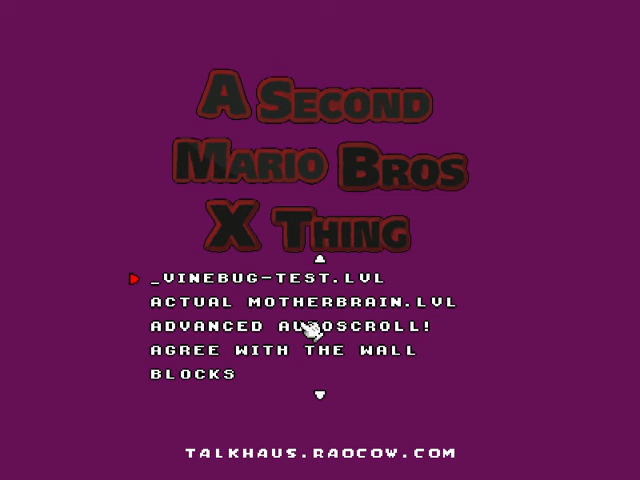 A SECOND
MARIO BROS
X THING
_VINEBUG-TEST.LVL
ACTUAL MOTHERBRAIN.LVL
ADVANCED AUTOSCROLL!
AGREE WITH THE WALL
BLOCKS
TALKHAUS.RAOCOW.COM